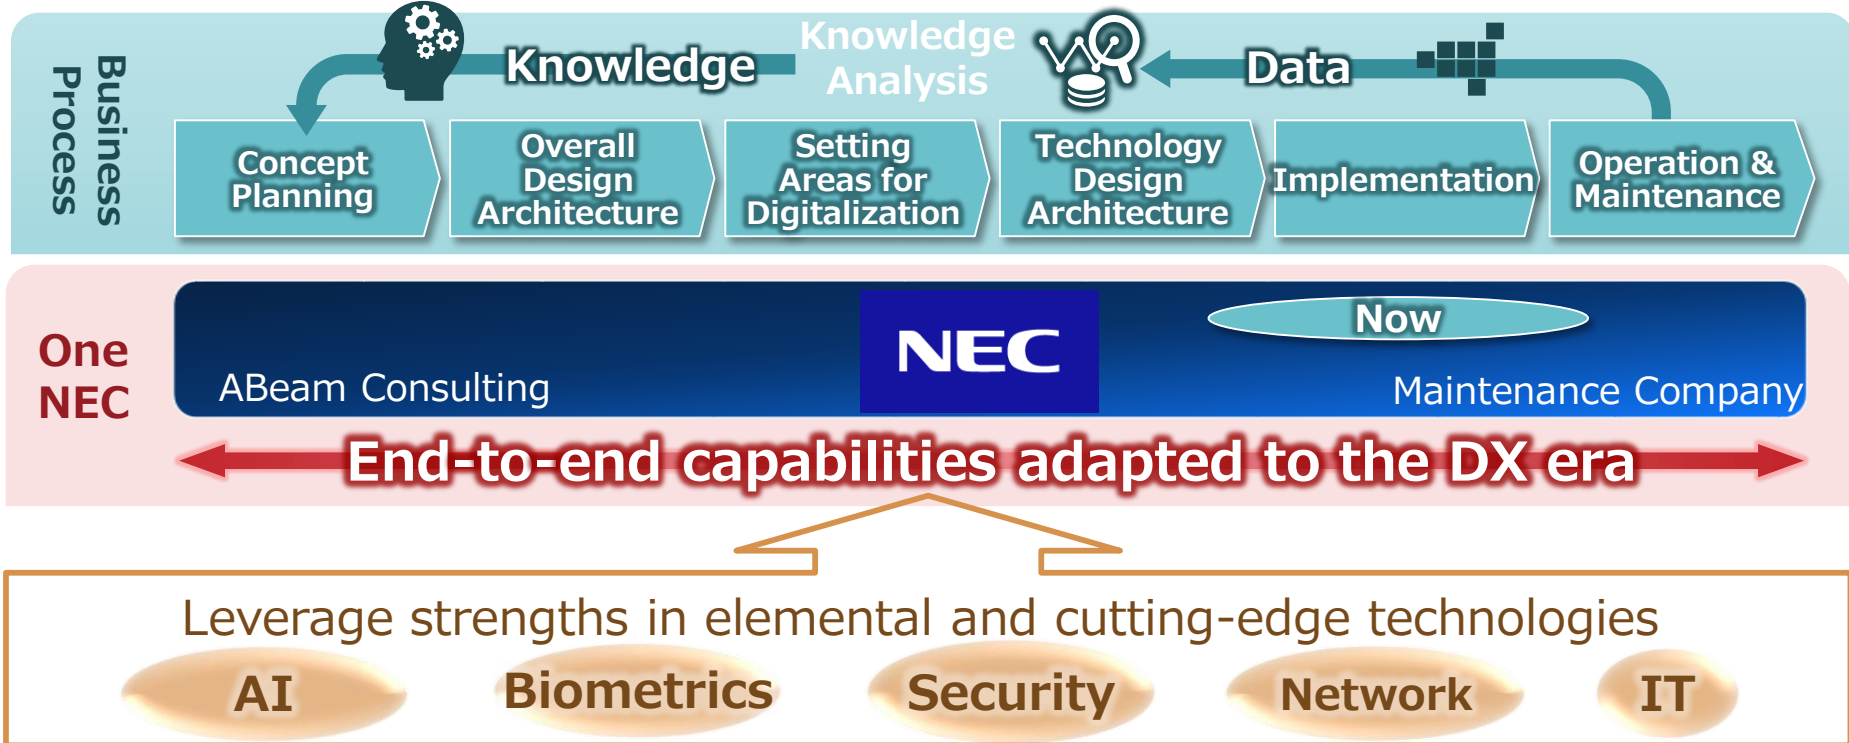 Business
Process
Knowledge
Knowledge
Analysis
Data
Concept
Planning
Overall
Design
Architecture
Setting
Areas for
Digitalization
Technology
Design
Architecture
Implementation
Operation &
Maintenance
One
NEC
ABeam Consulting
NEC
Now
Maintenance Company
End-to-end capabilities adapted to the DX era
Leverage strengths in elemental and cutting-edge technologies
AI
Biometrics
Security
Network
IT